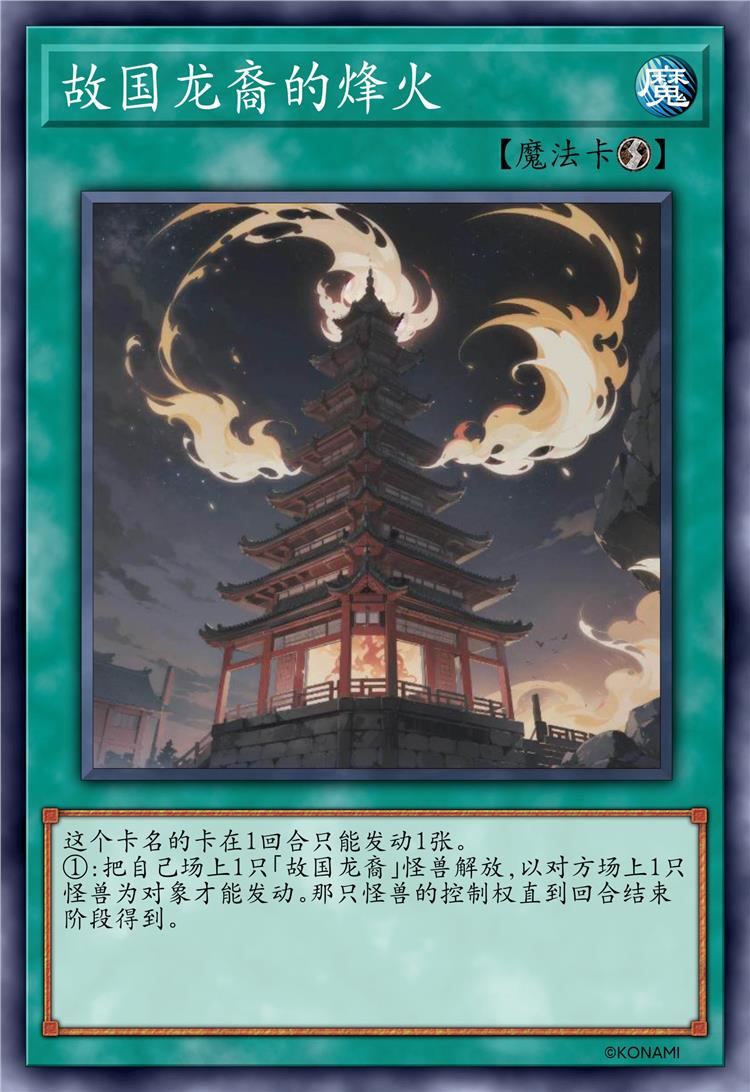 故国龙裔的烽火
魔
【魔法卡】
这个卡名的卡在1回合只能发动1张。
①:把自己场上1只「故国龙裔」怪兽解放,以对方场上1只
怪兽为对象才能发动。那只怪兽的控制权直到回合结束
阶段得到。
©KONAMI